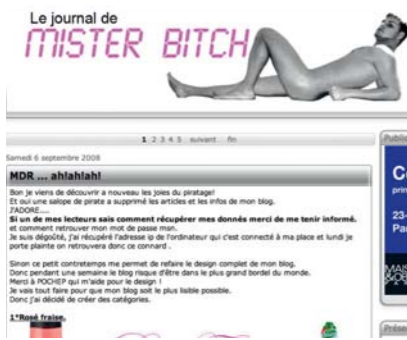 Le journal de
MISTER BITCH
1 2 3 4 5 suivant fin
Samedi 6 septembre 2008
MDR ... ah!ahlah!
Bon je viens de découvrir a nouveau les joies du piratage!
Et oui une salope de pirate a supprimé les articles et les infos de mon blog.
J'ADORE....
Si un de mes lecteurs sais comment récupérer mes donnés merci de me tenir informé.
et comment retrouver mon mot de passe msn.
Je suis dégoûté, j'ai récupéré l'adresse ip de l'ordinateur qui c'est connecté à ma place et lundi je
porte plainte on retrouvera donc ce connard .
Sinon ce petit contretemps me permet de refaire le design complet de mon blog.
Donc pendant une semaine le blog risque d'être dans le plus grand bordel du monde.
Merci à POCHEP qui m'aide pour le design !
Je vais tout faire pour que mon blog soit le plus lisible possible.
Donc j'ai décidé de créer des catégories.
1°Rosé fraise.
Public
Co
prin
23-
Pa
MAIS
&OB
Prése